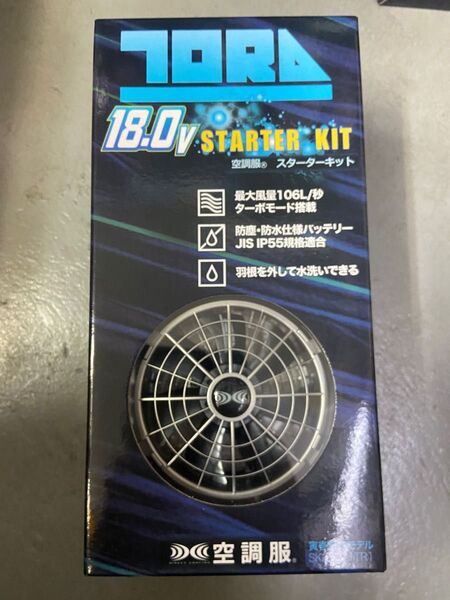 TORA
18.0V STARTER KIT
空調服® スターターキット
最大風量106L/秒
ターボモード搭載
防塵・防水仕様バッテリー
JIS IP55規格適合
羽根を外して水洗いできる
空調服®